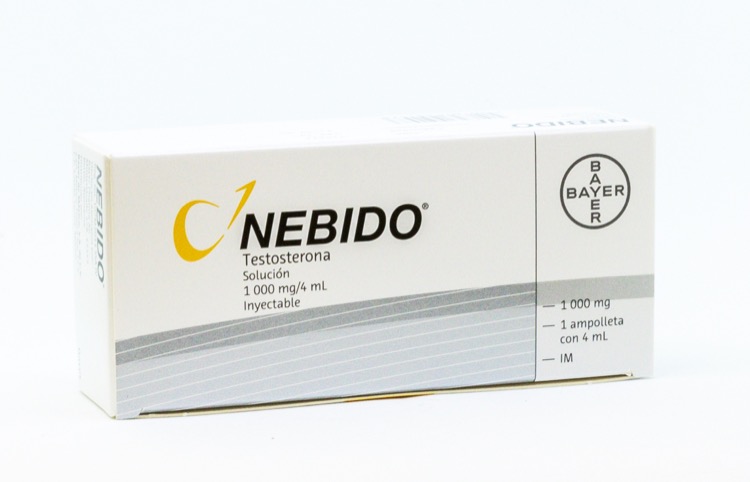 NEBIDO
NEBIDO
NEBIDO®
Testosterona
Solución
1 000 mg/4 mL
Inyectable
BAYER
BAYER
1 000 mg
1 ampolleta
con 4 mL
IM